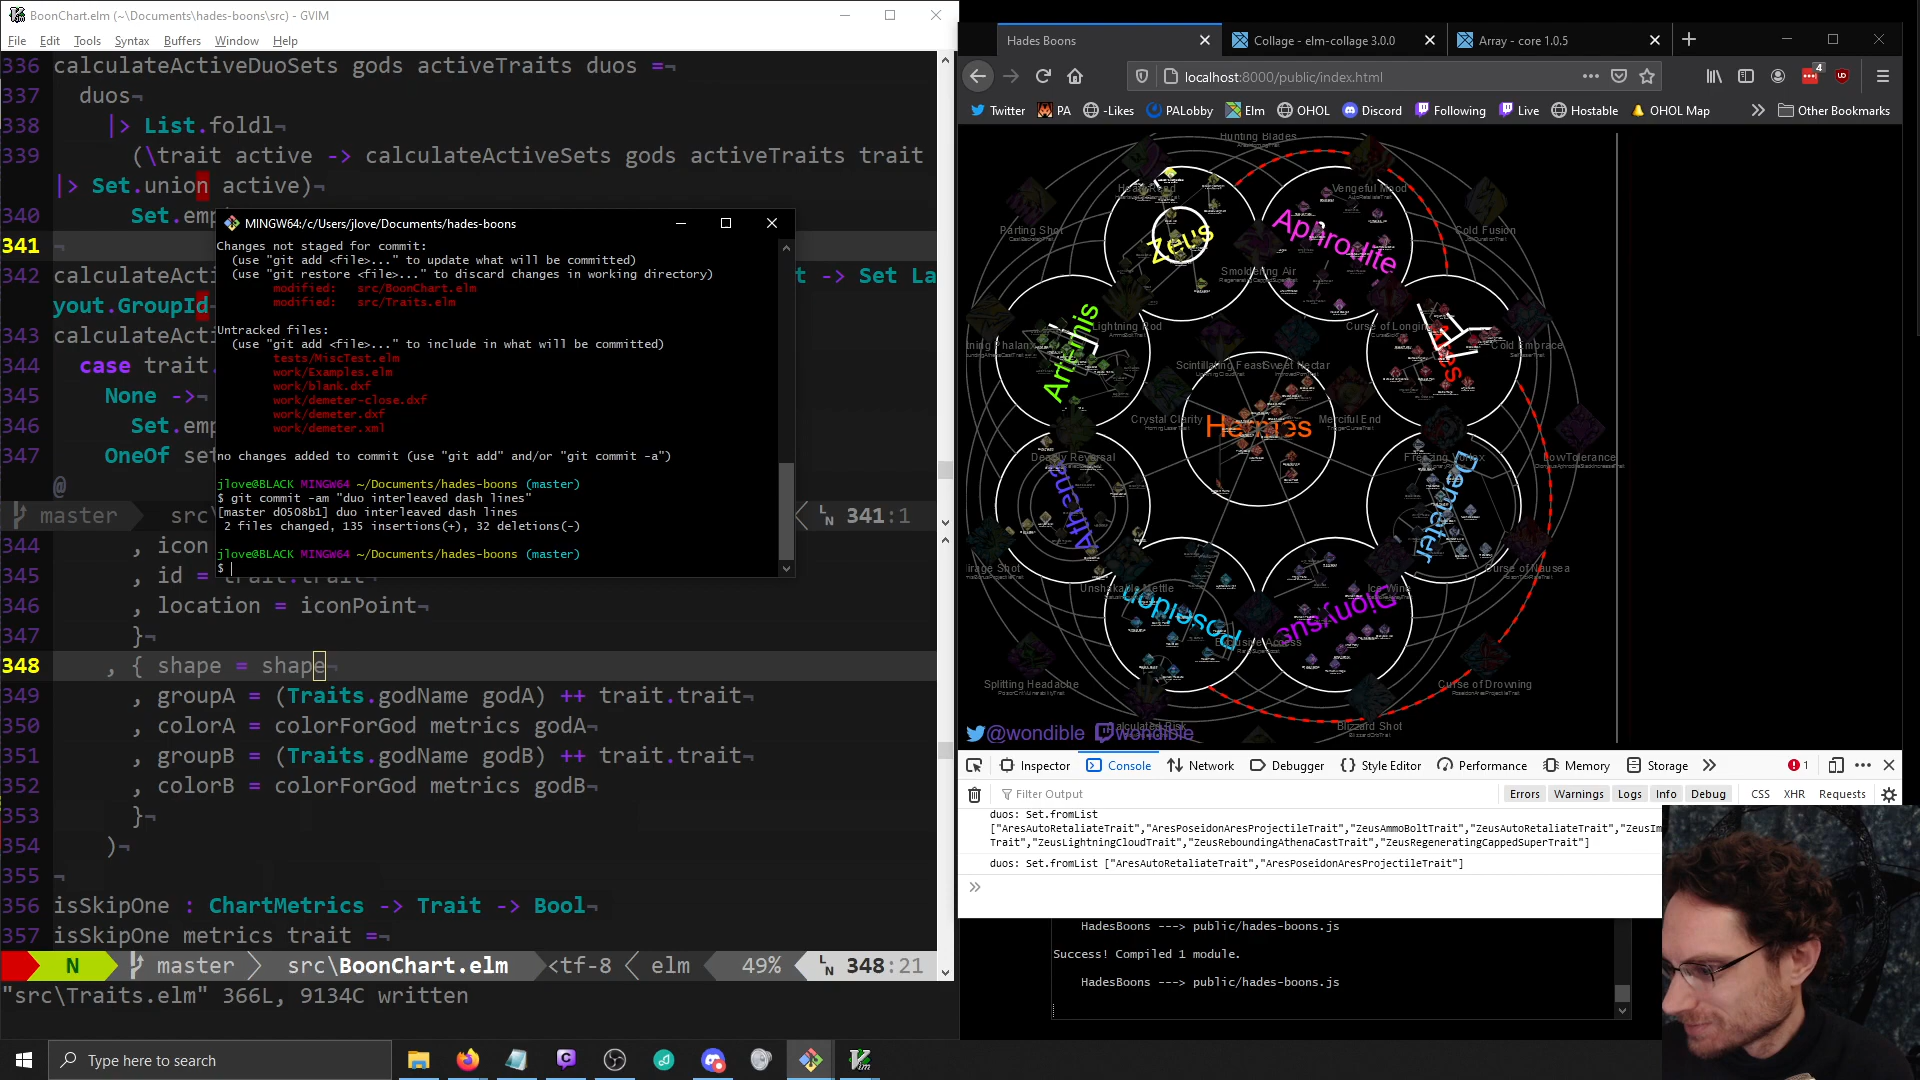 BoonChart.elm (~\Documents\hades-boons\src) - GVIM
File Edit Tools Syntax Buffers Window Help
336 calculateActiveDuoSets gods activeTraits duos =¬
337   duos¬
338     |> List.foldl¬
339       (\trait active -> calculateActiveSets gods activeTraits trait
|> Set.union active)¬
340       Set.emp
341 ¬
342 calculateActi
t -> Set La
yout.GroupId
343 calculateActi
344   case trait.
345     None ->¬
346       Set.emp
347     OneOf set
@
master src\
341:1
344 , icon
345 , id = trait.trait
346 , location = iconPoint¬
347 }¬
348 , { shape = shape¬
349 , groupA = (Traits.godName godA) ++ trait.trait¬
350 , colorA = colorForGod metrics godA¬
351 , groupB = (Traits.godName godB) ++ trait.trait¬
352 , colorB = colorForGod metrics godB¬
353 }¬
354 )¬
355 ¬
356 isSkipOne : ChartMetrics -> Trait -> Bool¬
357 isSkipOne metrics trait =¬
N master src\BoonChart.elm <tf-8 elm 49% 348:21
"src\Traits.elm" 366L, 9134C written
MINGW64:/c/Users/jlove/Documents/hades-boons
Changes not staged for commit:
(use "git add <file>..." to update what will be committed)
(use "git restore <file>..." to discard changes in working directory)
modified: src/BoonChart.elm
modified: src/Traits.elm
Untracked files:
(use "git add <file>..." to include in what will be committed)
tests/MiscTest.elm
work/Examples.elm
work/blank.dxf
work/demeter-close.dxf
work/demeter.dxf
work/demeter.xml
no changes added to commit (use "git add" and/or "git commit -a")
jlove@BLACK MINGW64 ~/Documents/hades-boons (master)
$ git commit -am "duo interleaved dash lines"
[master d0508b1] duo interleaved dash lines
2 files changed, 135 insertions(+), 32 deletions(-)
jlove@BLACK MINGW64 ~/Documents/hades-boons (master)
$
Hades Boons
Collage - elm-collage 3.0.0
Array - core 1.0.5
localhost:8000/public/index.html
4
Twitter PA -Likes PALobby Elm OHOL Discord Following Live Hostable OHOL Map Other Bookmarks
Hunting Blades
Vengeful Mood
Parting Shot
Cold Fusion
Zeus
Aphrodite
Smoldering Air
Lightning Rod
Curse of Longing
Cold Embrace
Artemis
Ares
Scintillating Feast
Sweet Nectar
Crystal Clarity
Hermes
Merciful End
Deadly Reversal
Freezing Vortex
Low Tolerance
Athena
Demeter
Mirage Shot
Unshakable Mettle
Ice Wine
Curse of Nausea
Poseidon
Dionysus
Exclusive Access
Splitting Headache
Curse of Drowning
Calculated Risk
Blizzard Shot
@wondible wondible
Inspector Console Network Debugger Style Editor Performance Memory Storage 1
Filter Output
Errors Warnings Logs Info Debug CSS XHR Requests
duos: Set.fromList
["AresAutoRetaliateTrait","AresPoseidonAresProjectileTrait","ZeusAmmoBoltTrait","ZeusAutoRetaliateTrait","ZeusIm
Trait","ZeusLightningCloudTrait","ZeusReboundingAthenaCastTrait","ZeusRegeneratingCappedSuperTrait"]
duos: Set.fromList ["AresAutoRetaliateTrait","AresPoseidonAresProjectileTrait"]
HadesBoons ---> public/hades-boons.js
Success! Compiled 1 module.
HadesBoons ---> public/hades-boons.js
Type here to search